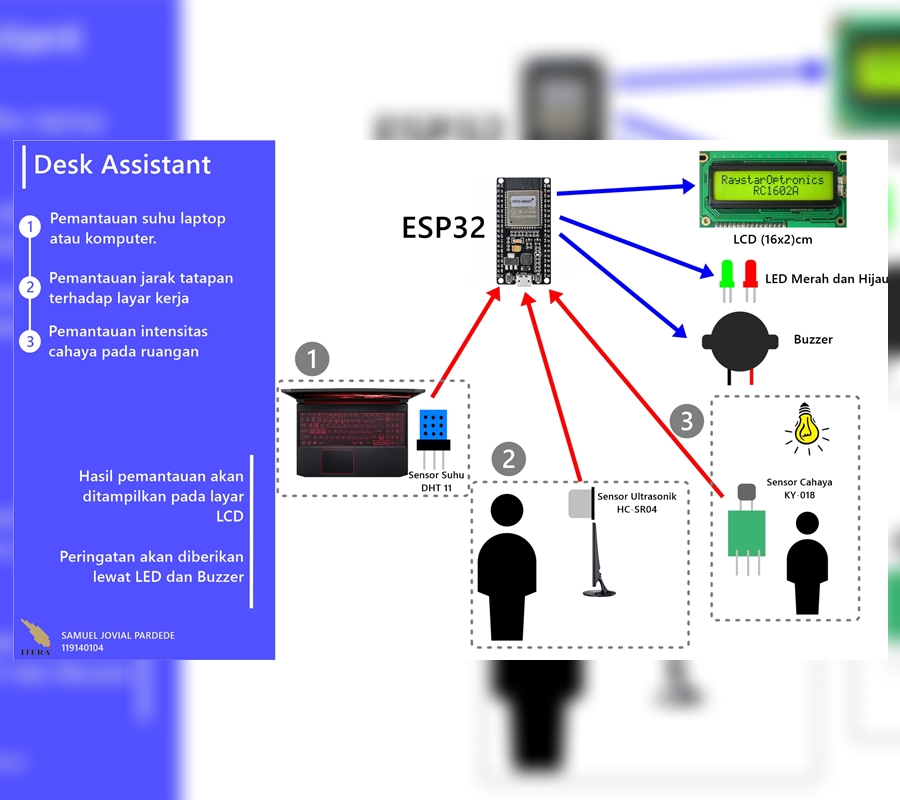 Desk Assistant
1
Pemantauan suhu laptop
atau komputer.
2
Pemantauan jarak tatapan
terhadap layar kerja
3
Pemantauan intensitas
cahaya pada ruangan
Hasil pemantauan akan
ditampilkan pada layar
LCD
Peringatan akan diberikan
lewat LED dan Buzzer
ITERA
SAMUEL JOVIAL PARDEDE
119140104
ESP32
RaystarOptronics
RC1602A
LCD (16x2)cm
LED Merah dan Hijau
Buzzer
1
Sensor Suhu
DHT 11
2
Sensor Ultrasonik
HC-SR04
3
Sensor Cahaya
KY-018